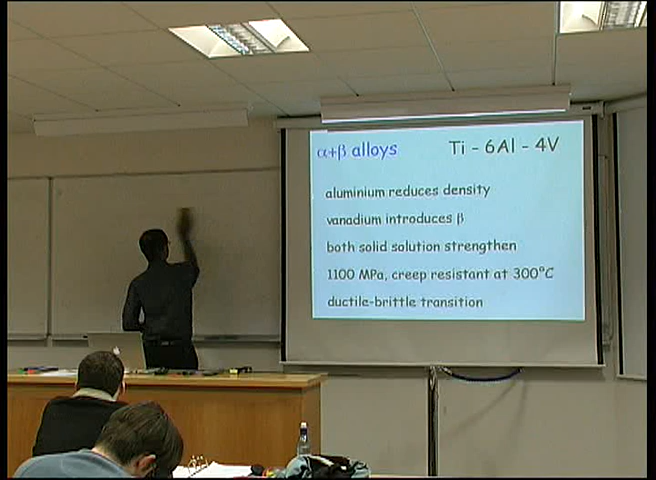 α+β alloys Ti - 6Al - 4V
aluminium reduces density
vanadium introduces β
both solid solution strengthen
1100 MPa, creep resistant at 300°C
ductile-brittle transition